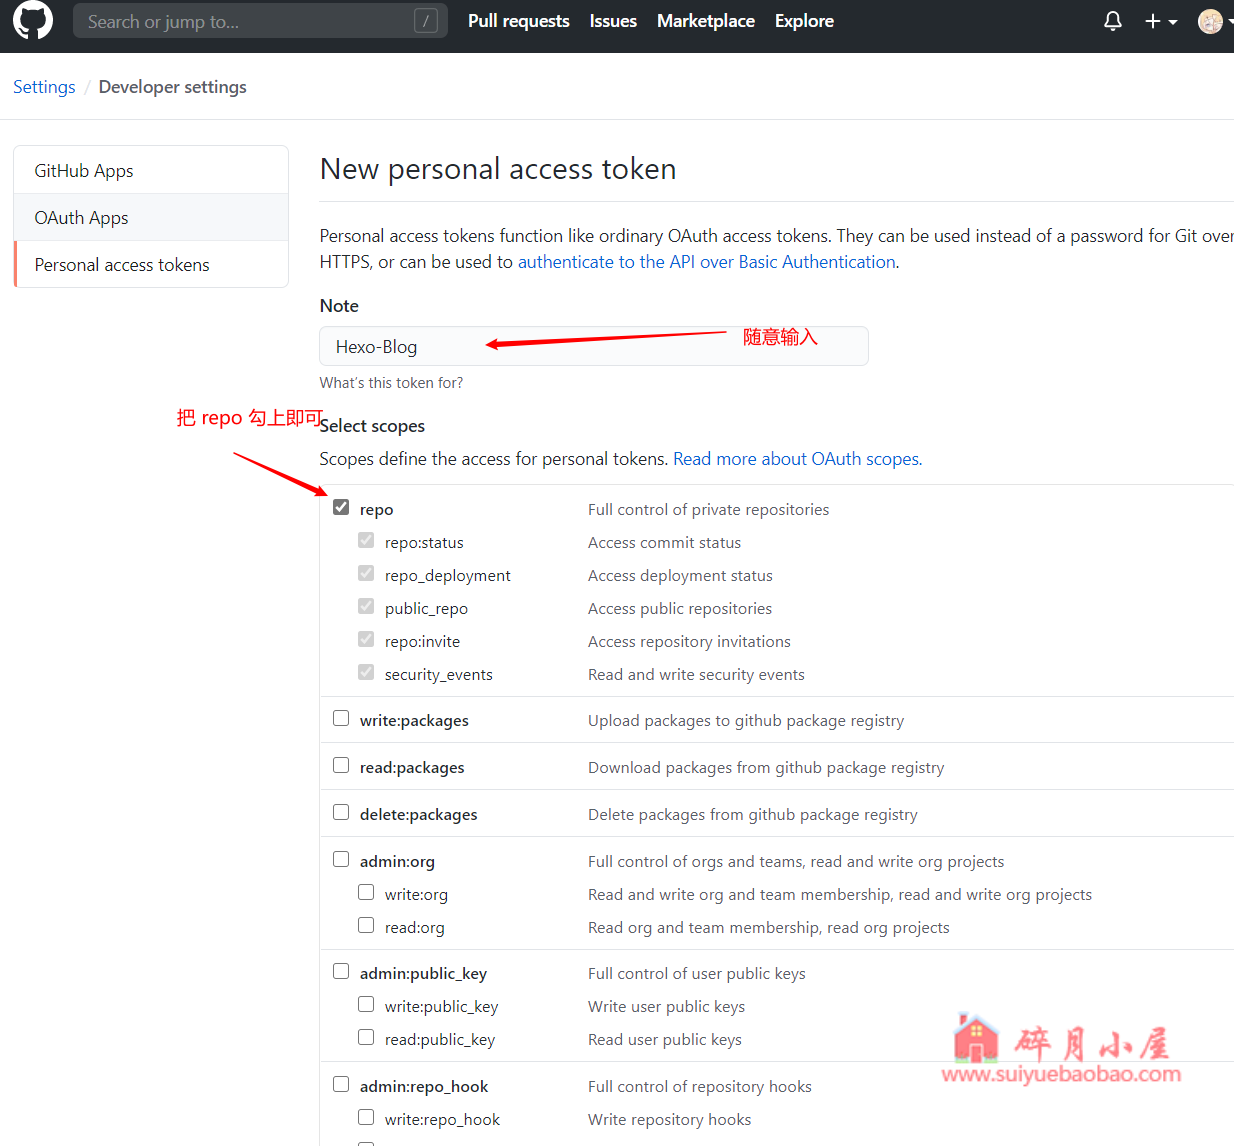 Search or jump to... /
Pull requests Issues Marketplace Explore
Settings / Developer settings
GitHub Apps
OAuth Apps
Personal access tokens
New personal access token
Personal access tokens function like ordinary OAuth access tokens. They can be used instead of a password for Git over
HTTPS, or can be used to authenticate to the API over Basic Authentication.
Note
Hexo-Blog
随意输入
What's this token for?
把 repo 勾上即可
Select scopes
Scopes define the access for personal tokens. Read more about OAuth scopes.
repo Full control of private repositories
repo:status Access commit status
repo_deployment Access deployment status
public_repo Access public repositories
repo:invite Access repository invitations
security_events Read and write security events
write:packages Upload packages to github package registry
read:packages Download packages from github package registry
delete:packages Delete packages from github package registry
admin:org Full control of orgs and teams, read and write org projects
write:org Read and write org and team membership, read and write org projects
read:org Read org and team membership, read org projects
admin:public_key Full control of user public keys
write:public_key Write user public keys
read:public_key Read user public keys
碎月小屋
www.suiyuebaobao.com
admin:repo_hook Full control of repository hooks
write:repo_hook Write repository hooks